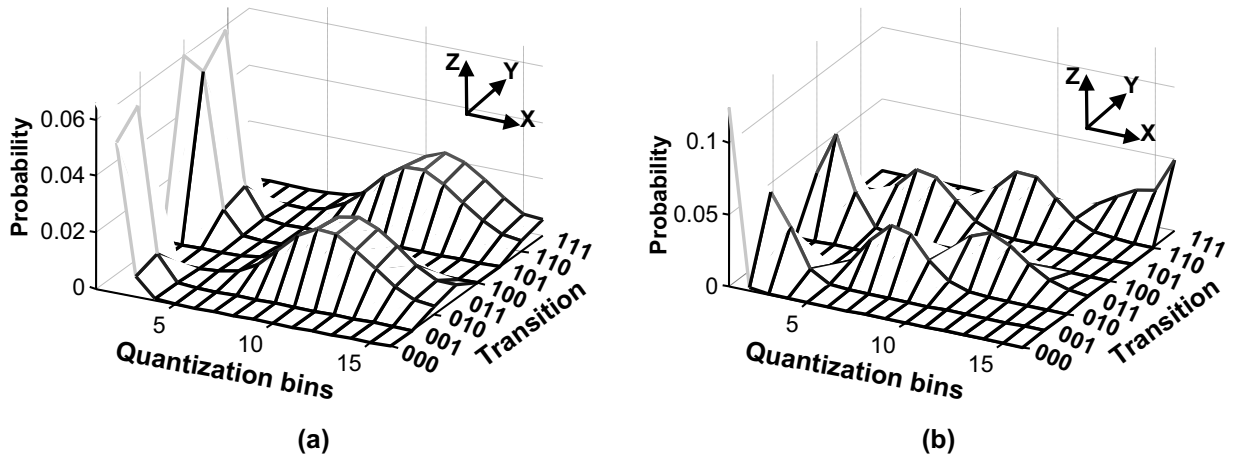 Z
Y
X
Probability
0.06
0.04
0.02
0
5
10
15
Quantization bins
000
001
010
011
100
101
110
111
Transition
(a)
Z
Y
X
Probability
0.1
0.05
0
5
10
15
Quantization bins
000
001
010
011
100
101
110
111
Transition
(b)